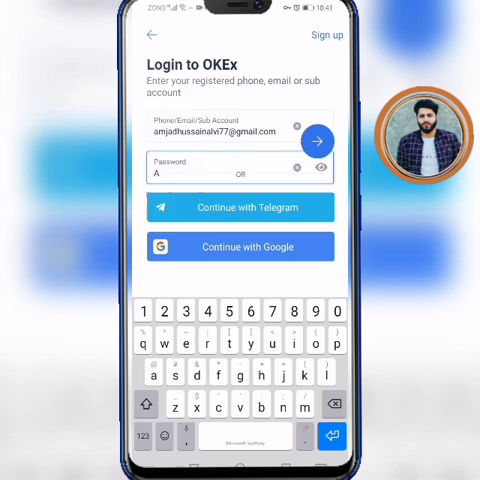 ZONG
10:41
Sign up
Login to OKEx
Enter your registered phone, email or sub
account
Phone/Email/Sub Account
amjadhussainalvi77@gmail.com
Password
A
OR
Continue with Telegram
Continue with Google
1 2 3 4 5 6 7 8 9 0
q w e r t y u i o p
a s d f g h j k l
z x c v b n m
123
Microsoft SwiftKey